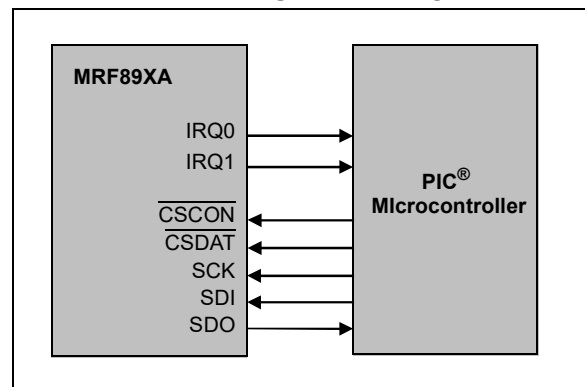 MRF89XA
IRQ0
IRQ1
CSCON
CSDAT
SCK
SDI
SDO
PIC®
MIcrocontroller